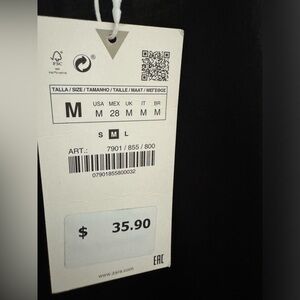 FSC
TALLA / SIZE / TAMANHO / TAILLE / MAAT / МЕГЕӨОС
M
USA MEX UK IT BR
M 28 M M M
S M L
ART.: 7901 / 855 / 800
07901855800032
$ 35.90
www.zara.com
EAC